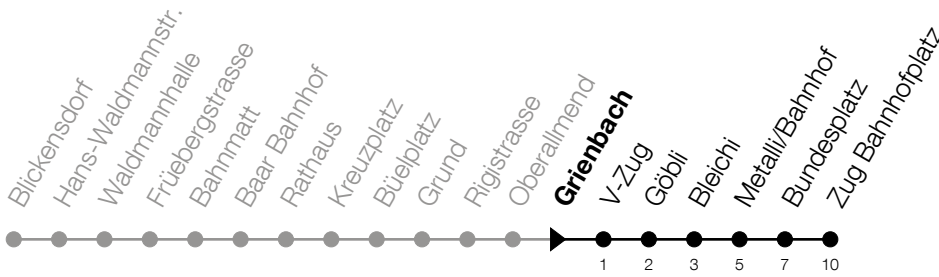 Blickensdorf
Hans-Waldmannstr.
Waldmannhalle
Früebergstrasse
Bahnmatt
Baar Bahnhof
Rathaus
Kreuzplatz
Büelplatz
Grund
Rigistrasse
Oberallmend
Grienbach
V-Zug
Göbli
Bleichi
Metalli/Bahnhof
Bundesplatz
Zug Bahnhofplatz
1 2 3 5 7 10